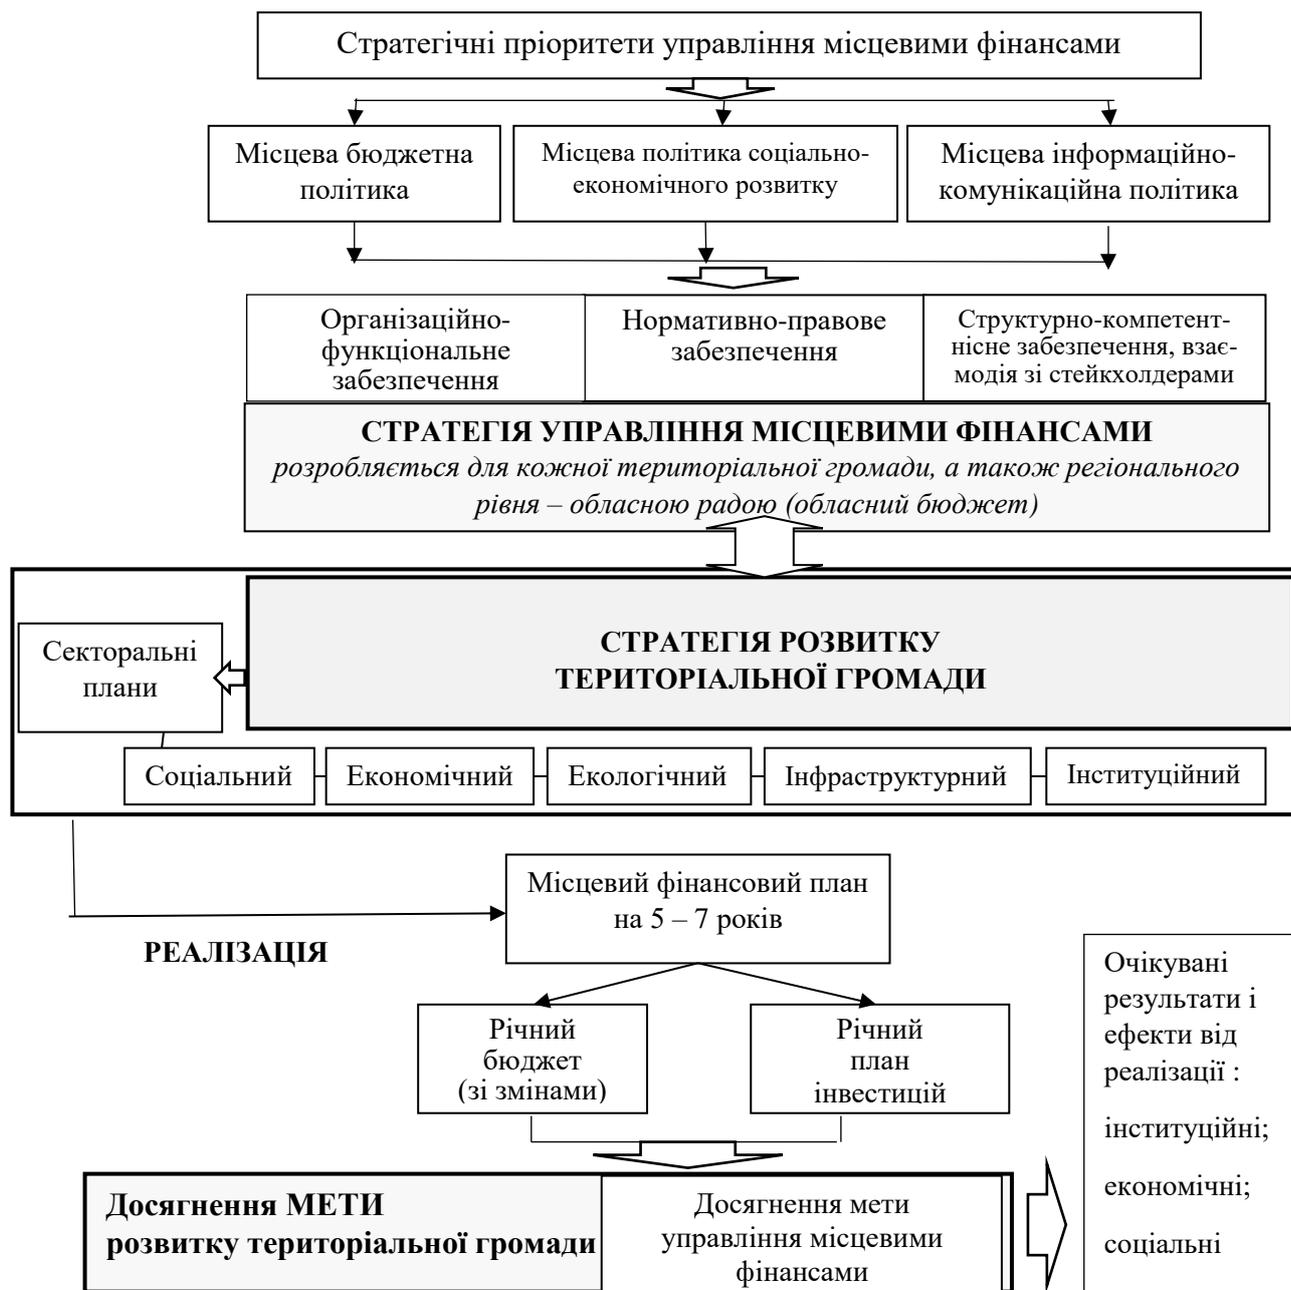 Стратегічні пріоритети управління місцевими фінансами
Місцева бюджетна
політика
Місцева політика соціально-
економічного розвитку
Місцева інформаційно-
комунікаційна політика
Організаційно-
функціональне
забезпечення
Нормативно-правове
забезпечення
Структурно-компетент-
нісне забезпечення, взає-
модія зі стейкхолдерами
СТРАТЕГІЯ УПРАВЛІННЯ МІСЦЕВИМИ ФІНАНСАМИ
розробляється для кожної територіальної громади, а також регіонального
рівня – обласною радою (обласний бюджет)
СТРАТЕГІЯ РОЗВИТКУ
ТЕРИТОРІАЛЬНОЇ ГРОМАДИ
Секторальні
плани
Соціальний
Економічний
Екологічний
Інфраструктурний
Інституційний
Місцевий фінансовий план
на 5 – 7 років
РЕАЛІЗАЦІЯ
Річний
бюджет
(зі змінами)
Річний
план
інвестицій
Досягнення МЕТИ
розвитку територіальної громади
Досягнення мети
управління місцевими
фінансами
Очікувані
результати і
ефекти від
реалізації :
інституційні;
економічні;
соціальні